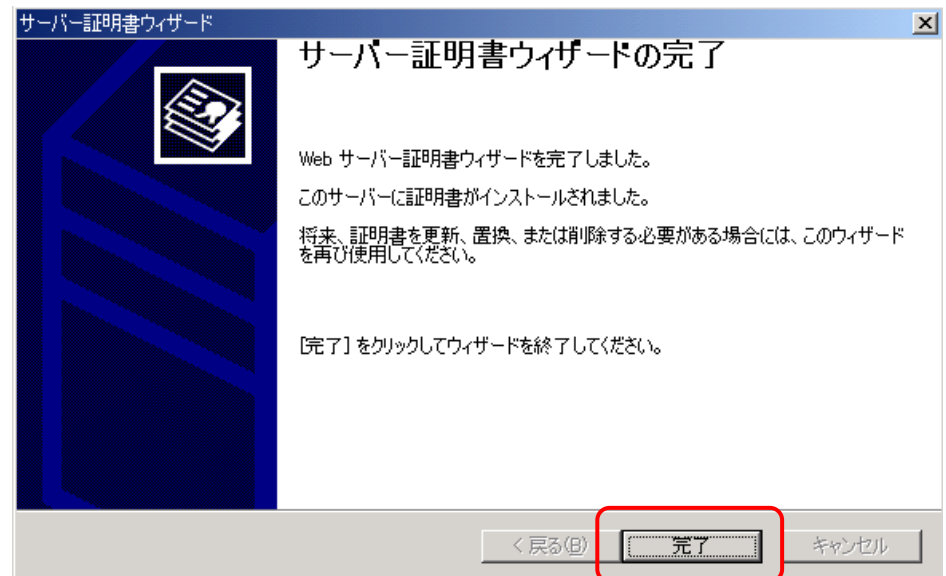 サーバー証明書ウィザード
サーバー証明書ウィザードの完了
Web サーバー証明書ウィザードを完了しました。
このサーバーに証明書がインストールされました。
将来、証明書を更新、置換、または削除する必要がある場合には、このウィザード
を再び使用してください。
[完了] をクリックしてウィザードを終了してください。
< 戻る(B)
完了
キャンセル